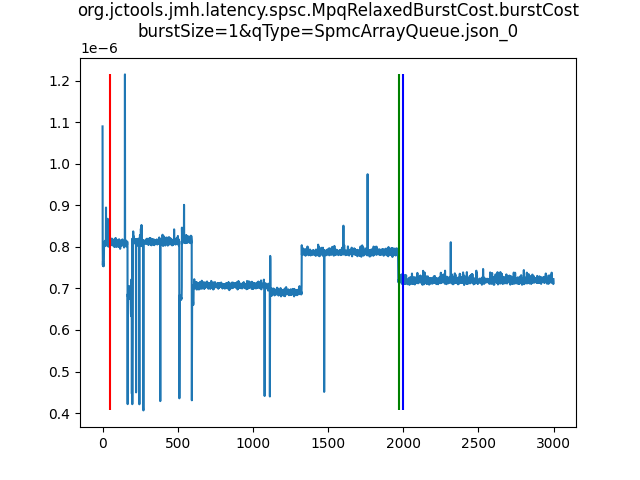 org.jctools.jmh.latency.spsc.MpqRelaxedBurstCost.burstCost
burstSize=1&qType=SpmcArrayQueue.json_0
1e−6
1.2
1.1
1.0
0.9
0.8
0.7
0.6
0.5
0.4
0 500 1000 1500 2000 2500 3000